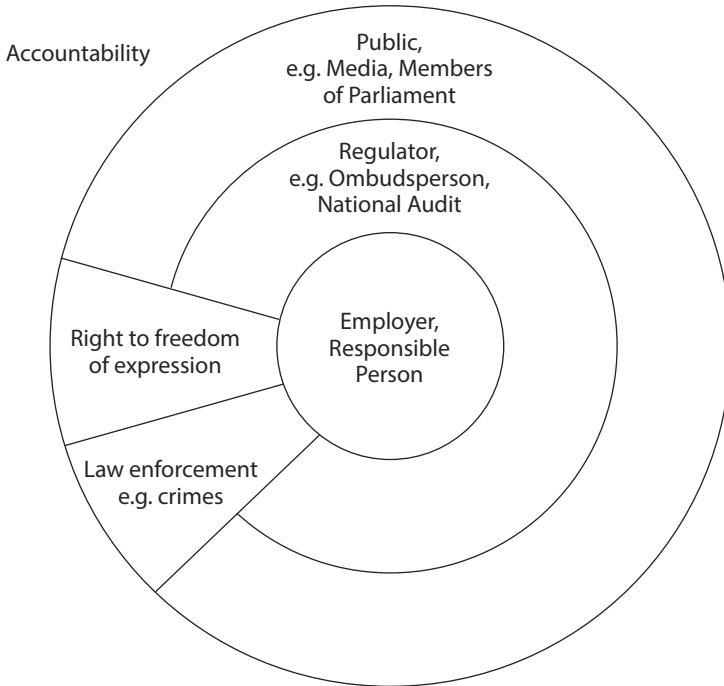 Accountability
Public,
e.g. Media, Members
of Parliament
Regulator,
e.g. Ombudsperson,
National Audit
Employer,
Responsible
Person
Right to freedom
of expression
Law enforcement
e.g. crimes